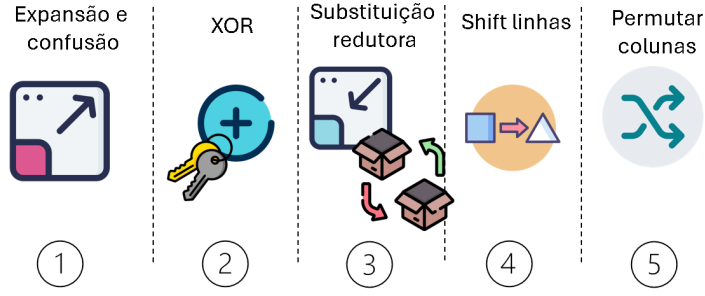 Expansão e
confusão
XOR
Substituição
redutora
Shift linhas
Permutar
colunas
1
2
3
4
5